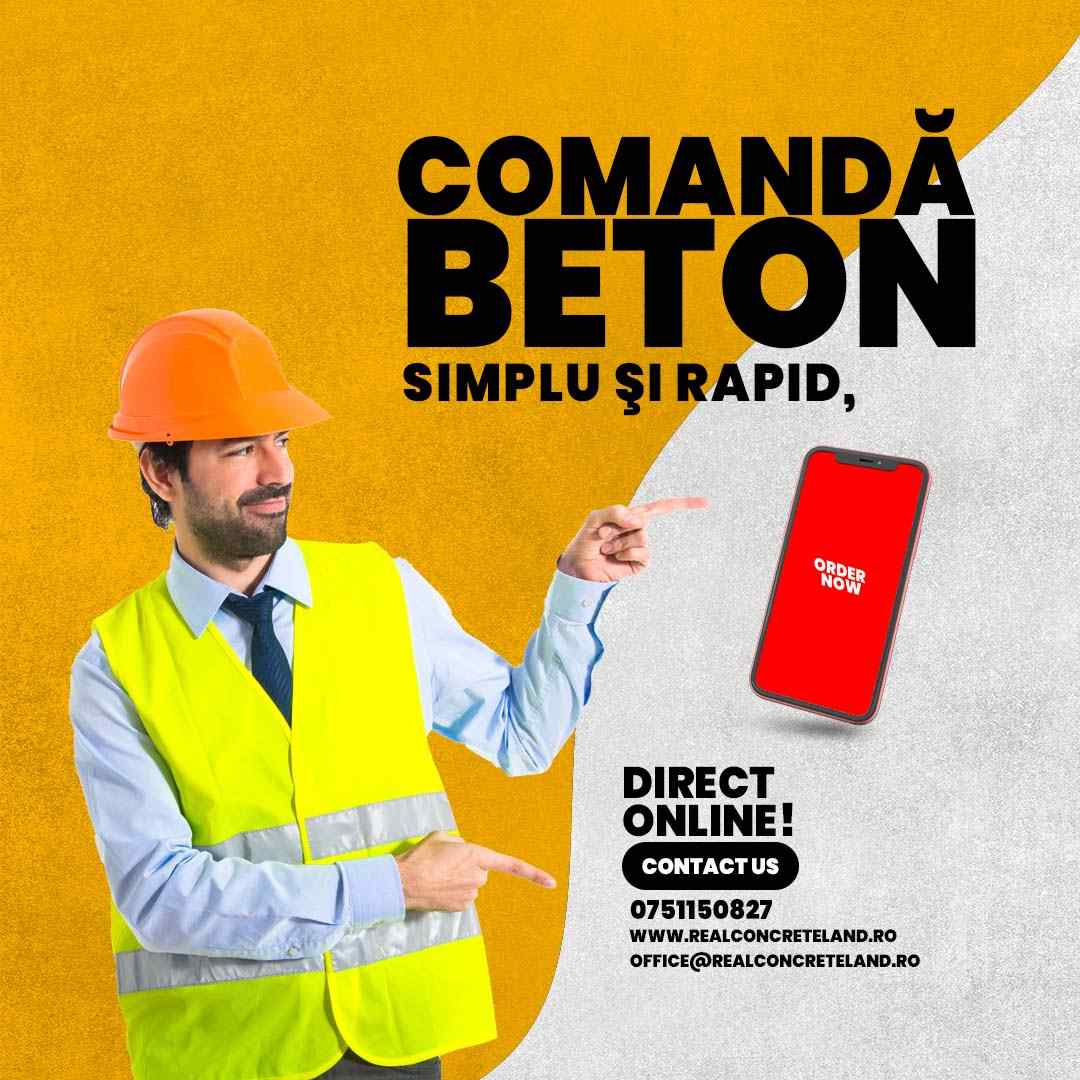 COMANDĂ
BETON
SIMPLU ŞI RAPID,
ORDER
NOW
DIRECT
ONLINE!
CONTACT US
0751150827
WWW.REALCONCRETELAND.RO
OFFICE@REALCONCRETELAND.RO